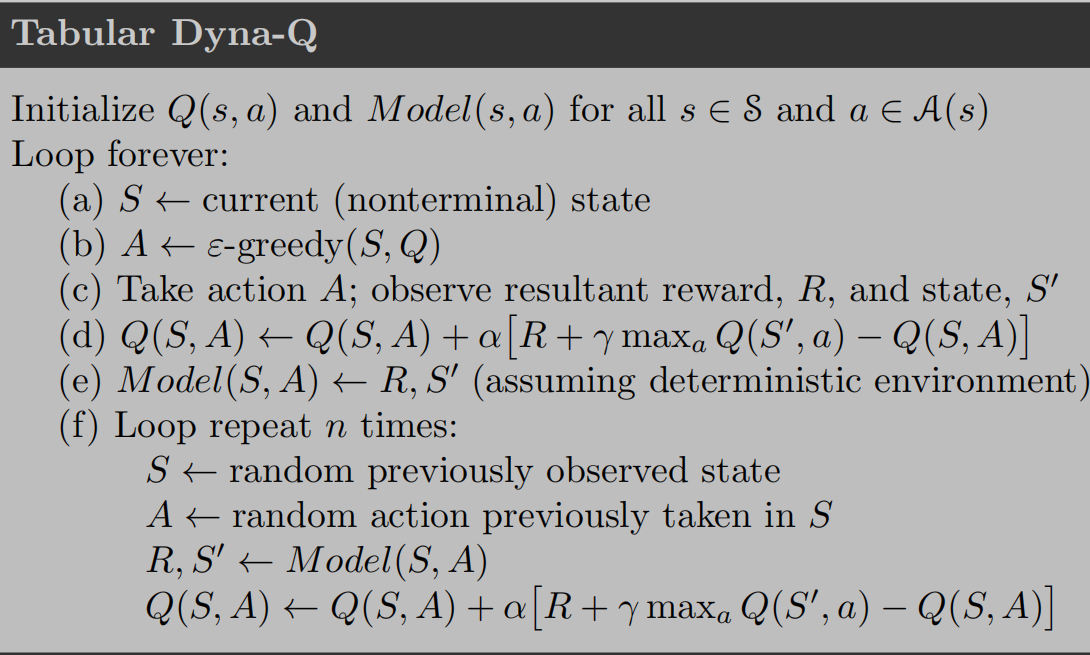 Tabular Dyna-Q
Initialize Q(s, a) and Model(s, a) for all s ∈ 𝒮 and a ∈ 𝒜(s)
Loop forever:
(a) S ← current (nonterminal) state
(b) A ← ε-greedy(S, Q)
(c) Take action A; observe resultant reward, R, and state, S′
(d) Q(S, A) ← Q(S, A) + α[R + γ maxₐ Q(S′, a) − Q(S, A)]
(e) Model(S, A) ← R, S′ (assuming deterministic environment)
(f) Loop repeat n times:
S ← random previously observed state
A ← random action previously taken in S
R, S′ ← Model(S, A)
Q(S, A) ← Q(S, A) + α[R + γ maxₐ Q(S′, a) − Q(S, A)]